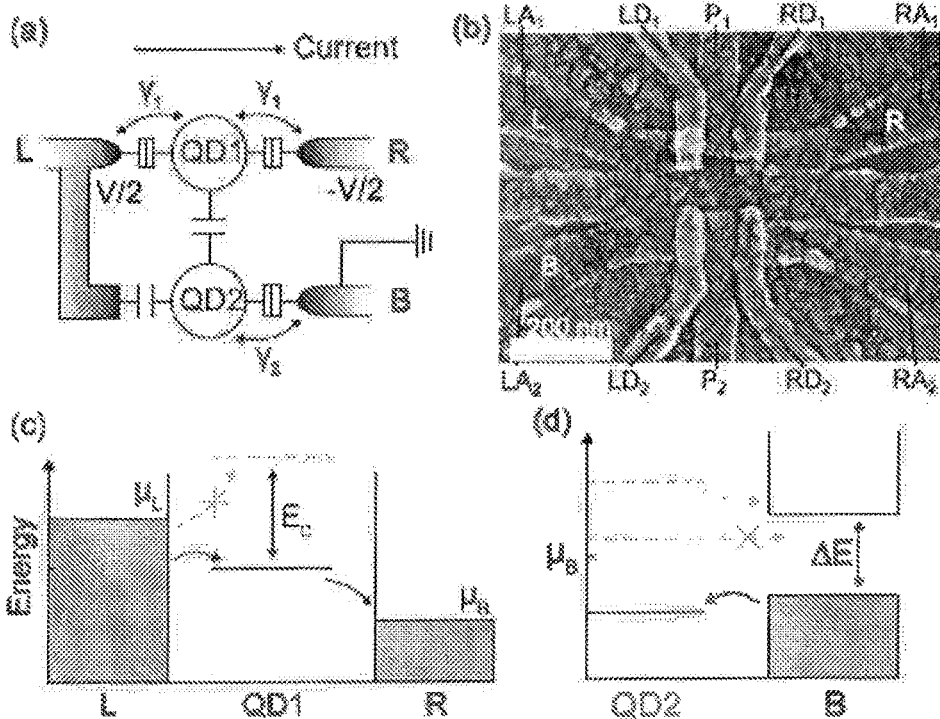 (a)
Current
γ₁
γ₁
L
QD1
R
V/2
-V/2
QD2
B
γ₂
(b)
LA₁
LD₁
P₁
RD₁
RA₁
L
R
B
200 nm
LA₂
LD₂
P₂
RD₂
RA₂
(c)
Energy
μL
EC
μR
L
QD1
R
(d)
μB
ΔE
QD2
B